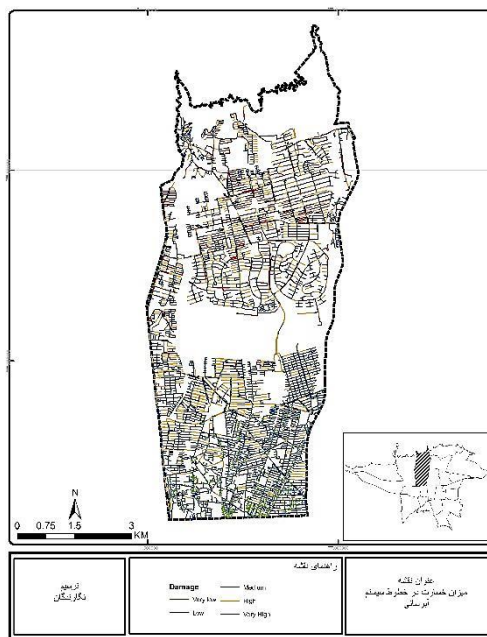 N
0 0.75 1.5 3
KM
ترسیم
نگارندگان
راهنمای نقشه
Damage
Very low
Low
Medium
High
Very High
عنوان نقشه
میزان خسارت در خطوط سیستم
آبرسانی